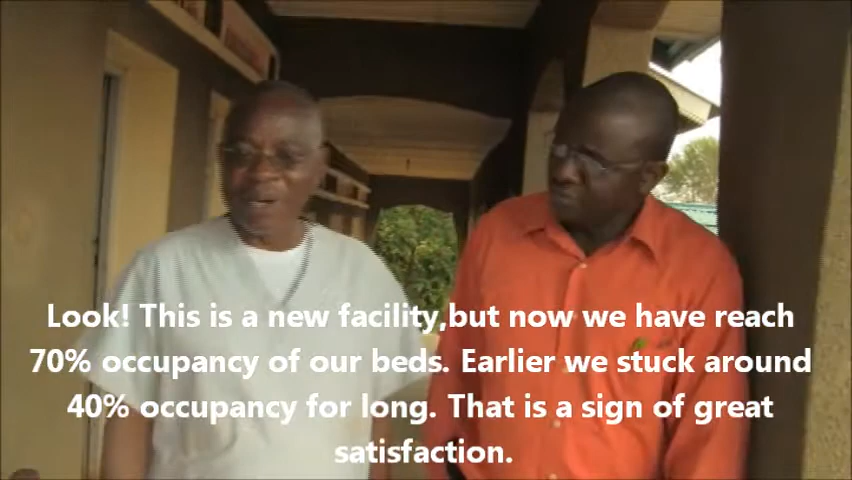 Look! This is a new facility,but now we have reach
70% occupancy of our beds. Earlier we stuck around
40% occupancy for long. That is a sign of great
satisfaction.